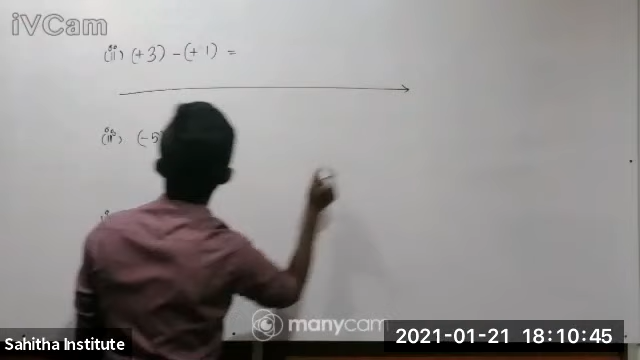 iVCam
(ii) (+3) - (+1) =
(iii) (-5)
manycam
Sahitha Institute
2021-01-21 18:10:45